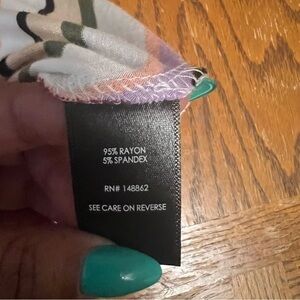 95% RAYON
5% SPANDEX
RN# 148862
SEE CARE ON REVERSE